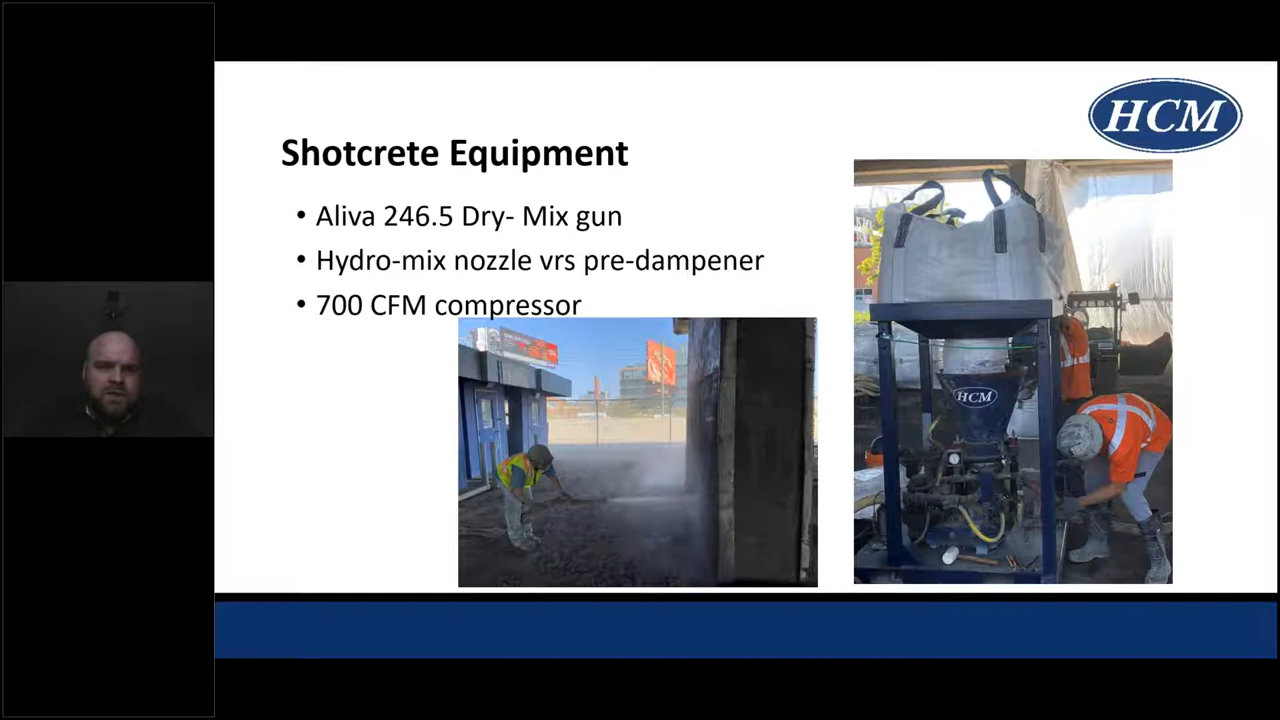 HCM
Shotcrete Equipment
• Aliva 246.5 Dry- Mix gun
• Hydro-mix nozzle vrs pre-dampener
• 700 CFM compressor
HCM